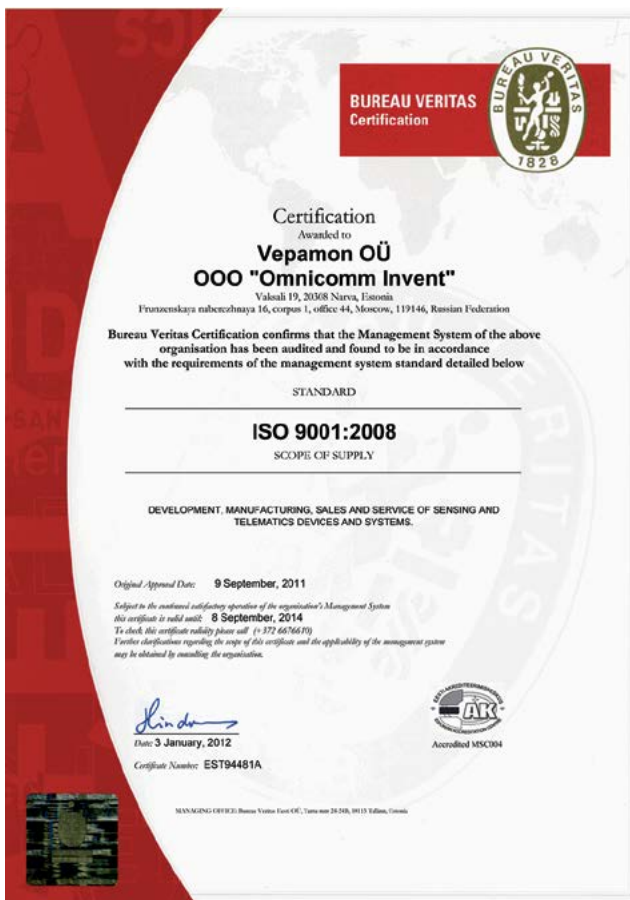 BUREAU VERITAS
Certification
BUREAU VERITAS
1828
Certification
Awarded to
Vepamon OÜ
OOO "Omnicomm Invent"
Vaksali 19, 20308 Narva, Estonia
Frunzenskaya naberezhnaya 16, corpus 1, office 44, Moscow, 119146, Russian Federation
Bureau Veritas Certification confirms that the Management System of the above
organisation has been audited and found to be in accordance
with the requirements of the management system standard detailed below
STANDARD
ISO 9001:2008
SCOPE OF SUPPLY
DEVELOPMENT, MANUFACTURING, SALES AND SERVICE OF SENSING AND
TELEMATICS DEVICES AND SYSTEMS.
Original Approval Date: 9 September, 2011
Subject to the continued satisfactory operation of the organisation's Management System
this certificate is valid until: 8 September, 2014
To check this certificate validity please call (+372 6676610)
Further clarifications regarding the scope of this certificate and the applicability of the management system
may be obtained by consulting the organisation.
Date: 3 January, 2012
Certificate Number: EST94481A
EAK
Accredited MSC004
MANAGING OFFICE: Bureau Veritas Eesti OÜ, 10115 Tallinn, Estonia